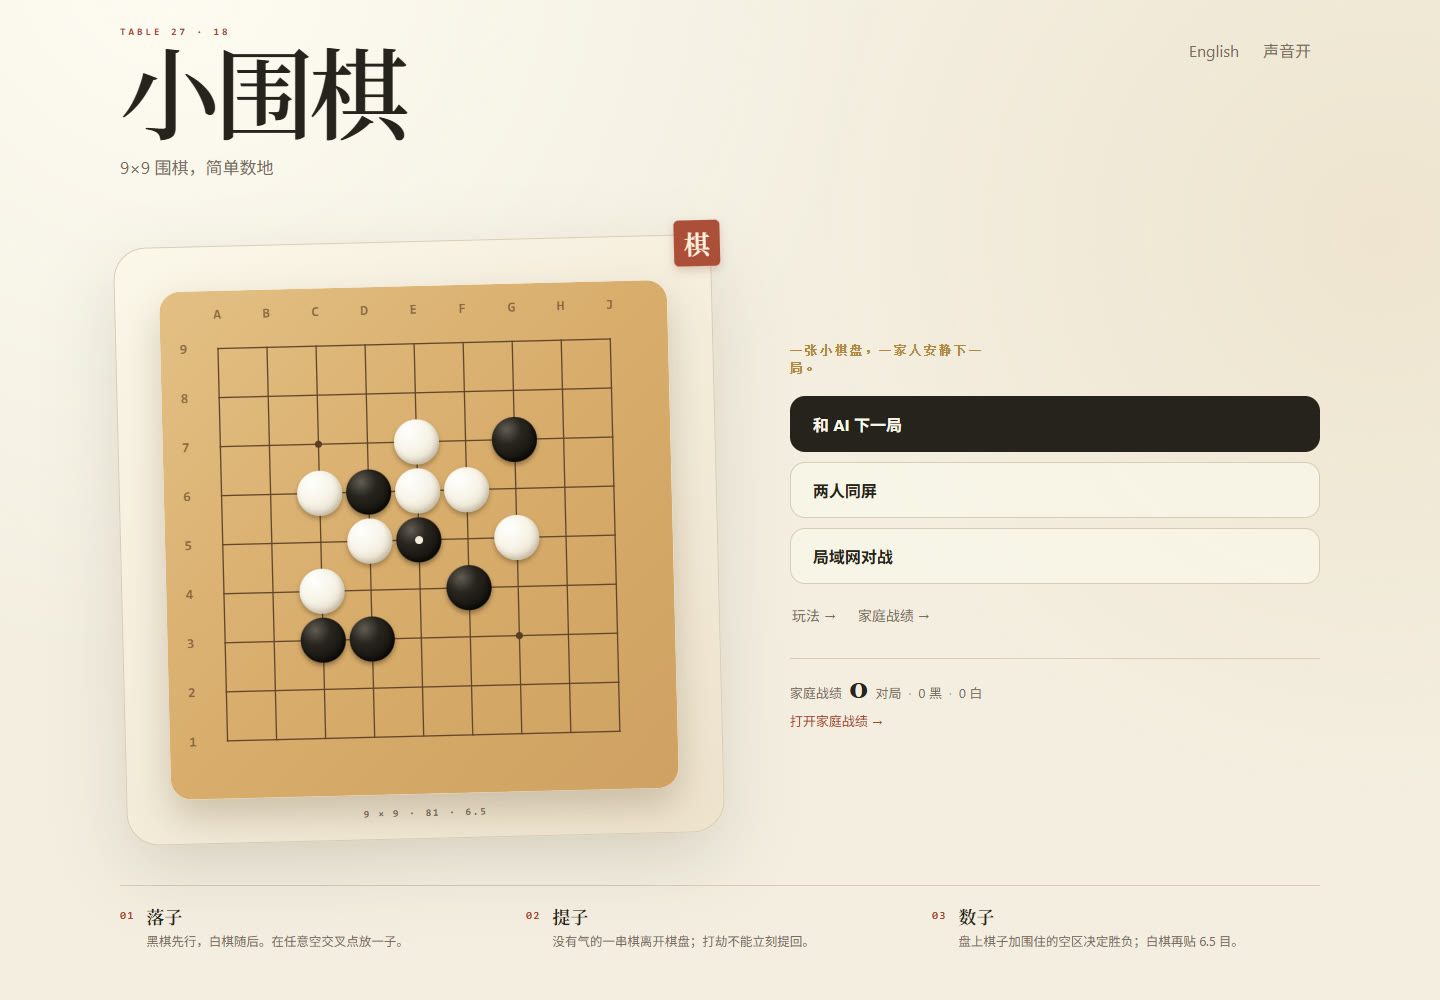 TABLE 27 · 18
小围棋
9×9 围棋，简单数地
English 声音开
棋
A B C D E F G H J
9
8
7
6
5
4
3
2
1
9 × 9 · 81 · 6.5
一张小棋盘，一家人安静下一
局。
和 AI 下一局
两人同屏
局域网对战
玩法 → 家庭战绩 →
家庭战绩 0 对局 · 0 黑 · 0 白
打开家庭战绩 →
01 落子
黑棋先行，白棋随后。在任意空交叉点放一子。
02 提子
没有气的一串棋离开棋盘；打劫不能立刻提回。
03 数子
盘上棋子加围住的空区决定胜负；白棋再贴 6.5 目。